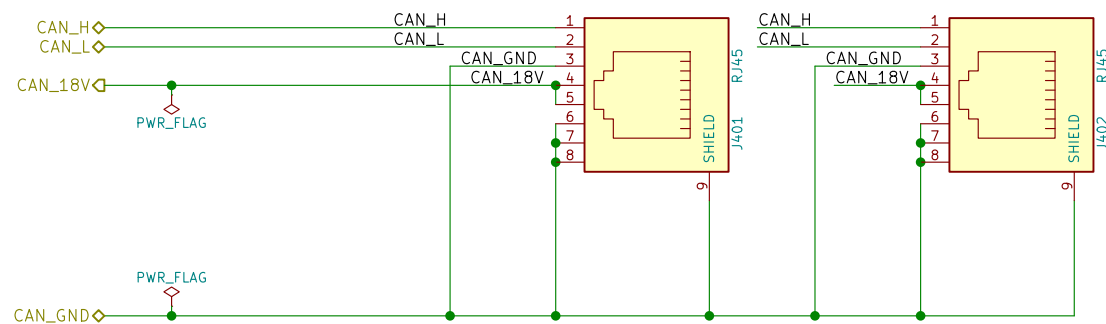 CAN_H CAN_H 1 CAN_H 1
CAN_L CAN_L 2 CAN_L 2
CAN_GND 3 CAN_GND 3
CAN_18V CAN_18V 4 CAN_18V 4
5 5
PWR_FLAG 6 6
7 7
8 8
RJ45 RJ45
SHIELD J401 SHIELD J402
9 9
PWR_FLAG
CAN_GND